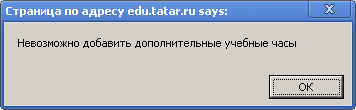 Страница по адресу edu.tatar.ru says:
Невозможно добавить дополнительные учебные часы
OK